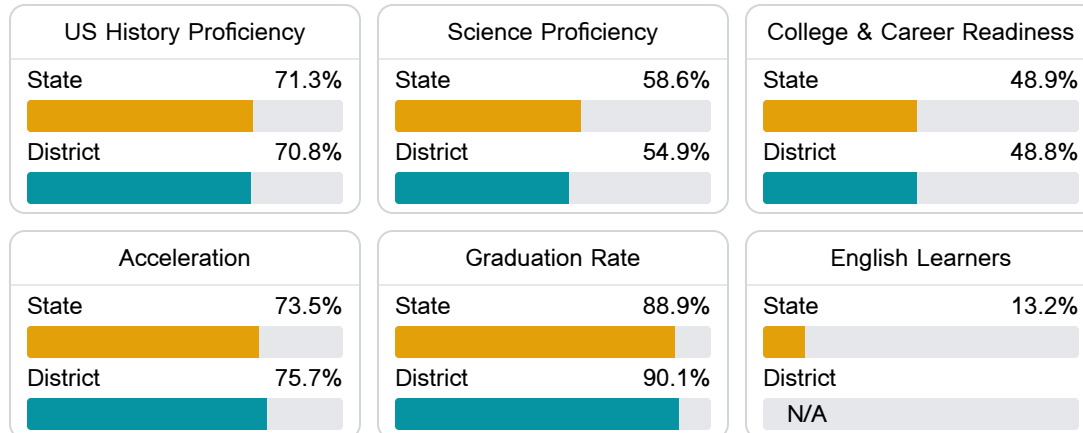 US History Proficiency
State 71.3%
District 70.8%
Science Proficiency
State 58.6%
District 54.9%
College & Career Readiness
State 48.9%
District 48.8%
Acceleration
State 73.5%
District 75.7%
Graduation Rate
State 88.9%
District 90.1%
English Learners
State 13.2%
District
N/A